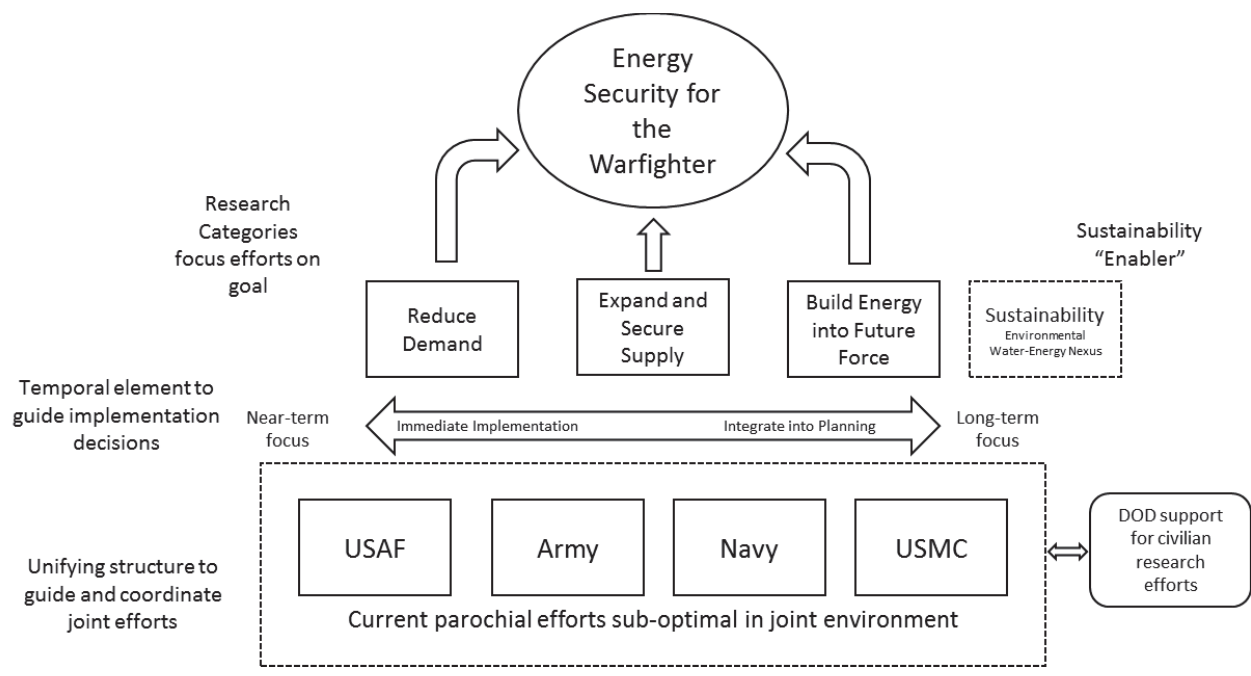 Energy
Security for
the
Warfighter
Research
Categories
focus efforts on
goal
Sustainability
“Enabler”
Reduce
Demand
Expand and
Secure
Supply
Build Energy
into Future
Force
Sustainability
Environmental
Water-Energy Nexus
Temporal element to
guide implementation
decisions
Near-term
focus
Immediate Implementation
Integrate into Planning
Long-term
focus
USAF
Army
Navy
USMC
Current parochial efforts sub-optimal in joint environment
Unifying structure to
guide and coordinate
joint efforts
DOD support
for civilian
research
efforts